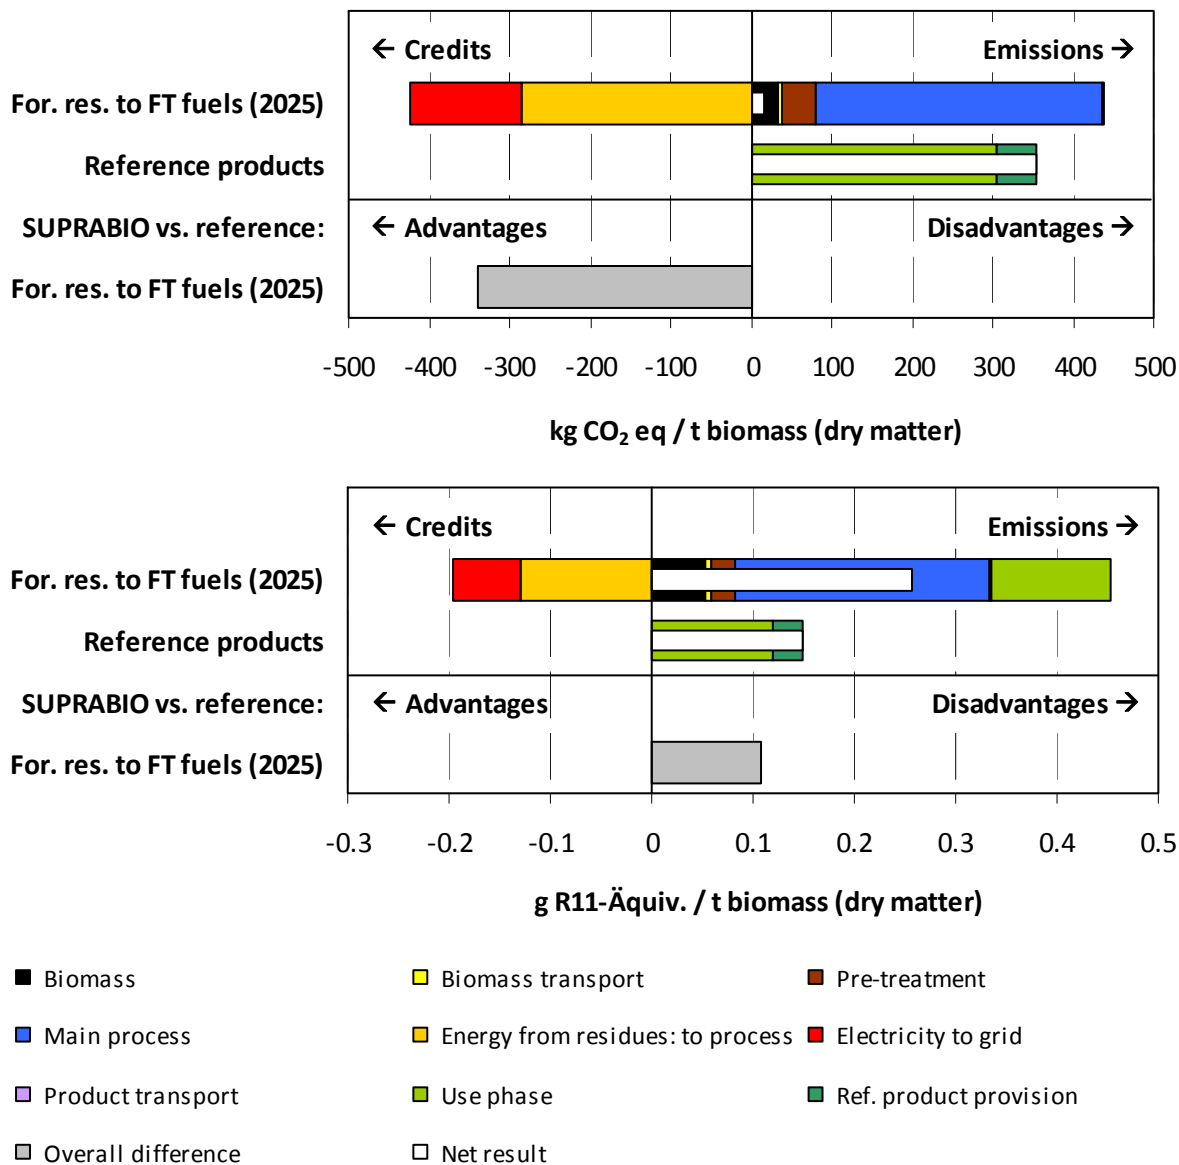 ← Credits Emissions →
For. res. to FT fuels (2025)
Reference products
SUPRABIO vs. reference: ← Advantages Disadvantages →
For. res. to FT fuels (2025)
-500 -400 -300 -200 -100 0 100 200 300 400 500
kg CO₂ eq / t biomass (dry matter)
← Credits Emissions →
For. res. to FT fuels (2025)
Reference products
SUPRABIO vs. reference: ← Advantages Disadvantages →
For. res. to FT fuels (2025)
-0.3 -0.2 -0.1 0 0.1 0.2 0.3 0.4 0.5
g R11-Äquiv. / t biomass (dry matter)
Biomass Biomass transport Pre-treatment
Main process Energy from residues: to process Electricity to grid
Product transport Use phase Ref. product provision
Overall difference Net result